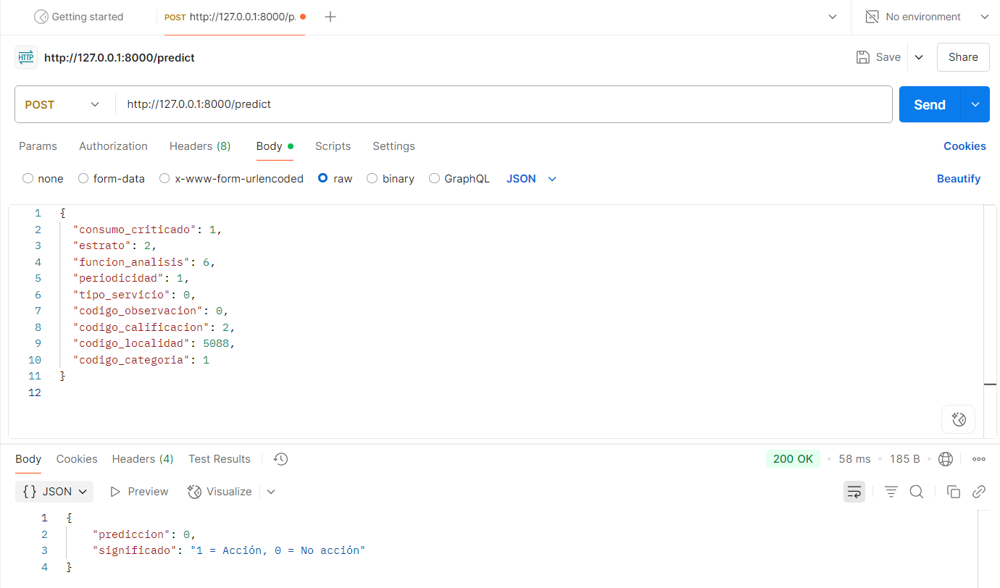 Getting started
POST http://127.0.0.1:8000/p.
No environment
HTTP http://127.0.0.1:8000/predict
Save
Share
POST
http://127.0.0.1:8000/predict
Send
Params
Authorization
Headers (8)
Body
Scripts
Settings
Cookies
none
form-data
x-www-form-urlencoded
raw
binary
GraphQL
JSON
Beautify
1 {
2 "consumo_criticado": 1,
3 "estrato": 2,
4 "funcion_analisis": 6,
5 "periodicidad": 1,
6 "tipo_servicio": 0,
7 "codigo_observacion": 0,
8 "codigo_calificacion": 2,
9 "codigo_localidad": 5088,
10 "codigo_categoria": 1
11 }
12
Body
Cookies
Headers (4)
Test Results
200 OK
58 ms
185 B
{} JSON
Preview
Visualize
1 {
2 "prediccion": 0,
3 "significado": "1 = Acción, 0 = No acción"
4 }